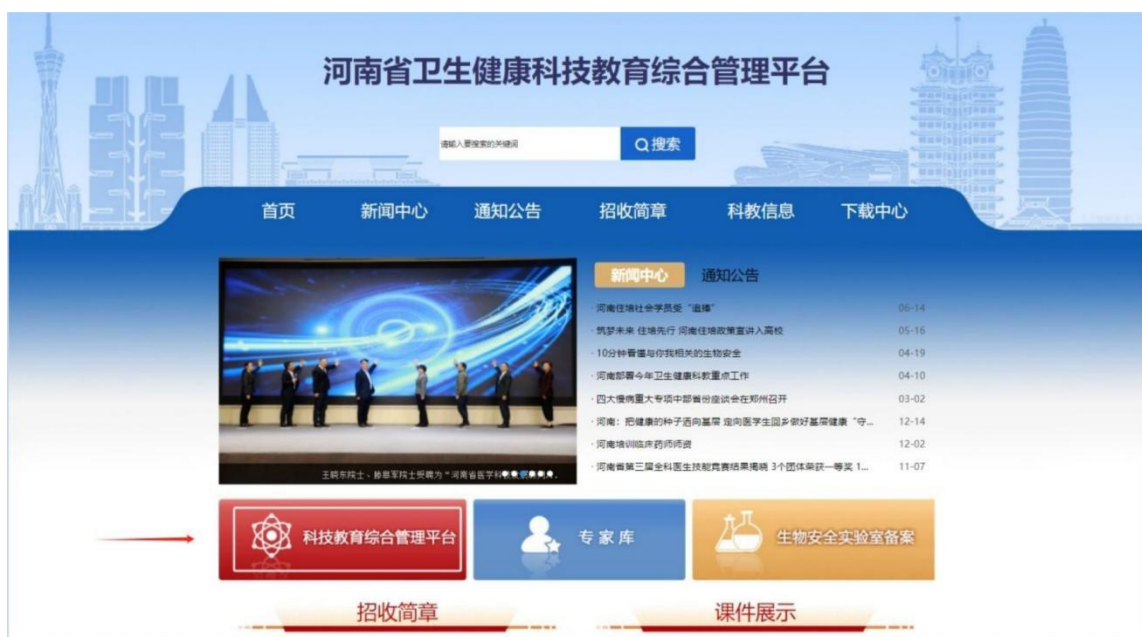 河南省卫生健康科技教育综合管理平台
请输入要搜索的关键词
搜索
首页 新闻中心 通知公告 招收简章 科教信息 下载中心
新闻中心 通知公告
· 河南住培社会学员受“追捧” 06-14
· 筑梦未来 住培先行 河南住培政策宣讲入高校 05-16
· 10分钟看懂与你我相关的生物安全 04-19
· 河南部署今年卫生健康科教重点工作 04-10
· 四大慢病重大专项中部省份座谈会在郑州召开 03-02
· 河南：把健康的种子洒向基层 定向医学生回乡做好基层健康“守... 12-14
· 河南培训临床药师师资 12-02
· 河南省第三届全科医生技能竞赛结果揭晓 3个团体荣获一等奖 1... 11-07
院士受聘为“河南省医学科
科技教育综合管理平台
专家库
生物安全实验室备案
招收简章
课件展示